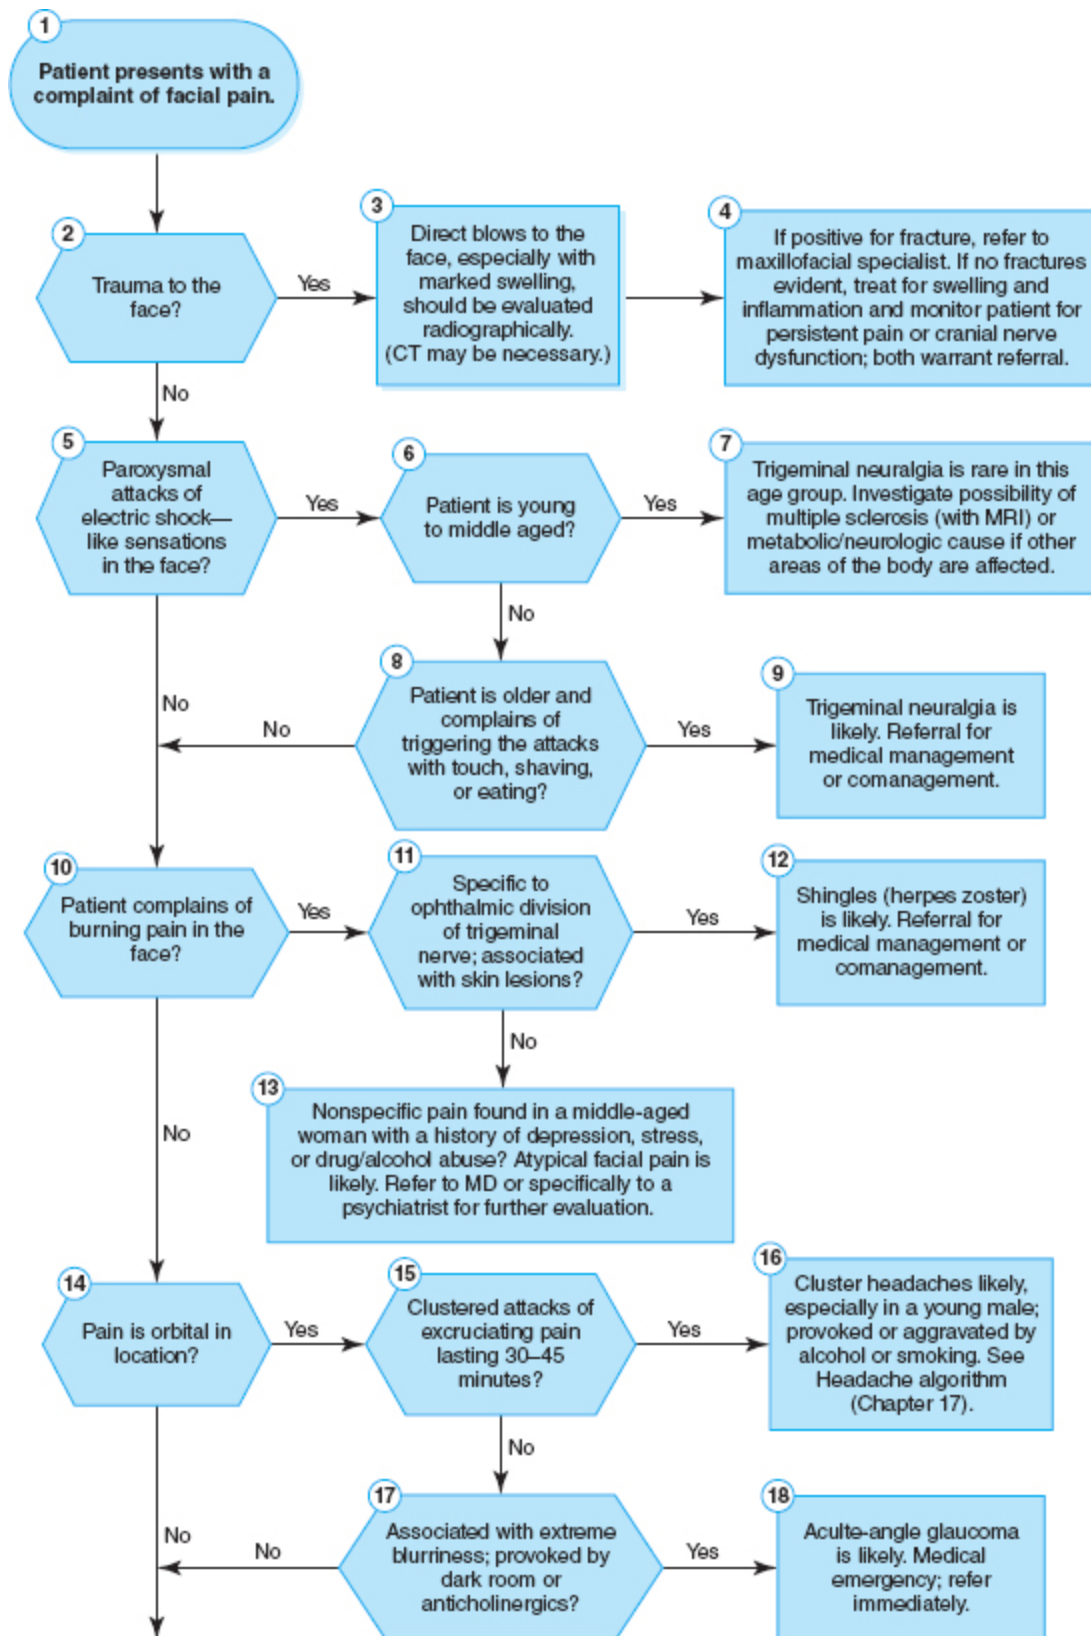 1
Patient presents with a
complaint of facial pain.
2
Trauma to the
face?
Yes
3
Direct blows to the
face, especially with
marked swelling,
should be evaluated
radiographically.
(CT may be necessary.)
4
If positive for fracture, refer to
maxillofacial specialist. If no fractures
evident, treat for swelling and
inflammation and monitor patient for
persistent pain or cranial nerve
dysfunction; both warrant referral.
No
5
Paroxysmal
attacks of
electric shock—
like sensations
in the face?
Yes
6
Patient is young
to middle aged?
Yes
7
Trigeminal neuralgia is rare in this
age group. Investigate possibility of
multiple sclerosis (with MRI) or
metabolic/neurologic cause if other
areas of the body are affected.
No
No
8
Patient is older and
complains of
triggering the attacks
with touch, shaving,
or eating?
No
Yes
9
Trigeminal neuralgia is
likely. Referral for
medical management
or comanagement.
10
Patient complains of
burning pain in the
face?
Yes
11
Specific to
ophthalmic division
of trigeminal
nerve; associated
with skin lesions?
Yes
12
Shingles (herpes zoster)
is likely. Referral for
medical management or
comanagement.
No
No
13
Nonspecific pain found in a middle-aged
woman with a history of depression, stress,
or drug/alcohol abuse? Atypical facial pain is
likely. Refer to MD or specifically to a
psychiatrist for further evaluation.
14
Pain is orbital in
location?
Yes
15
Clustered attacks of
excruciating pain
lasting 30–45
minutes?
Yes
16
Cluster headaches likely,
especially in a young male;
provoked or aggravated by
alcohol or smoking. See
Headache algorithm
(Chapter 17).
No
No
17
Associated with extreme
blurriness; provoked by
dark room or
anticholinergics?
No
Yes
18
Aculte-angle glaucoma
is likely. Medical
emergency; refer
immediately.